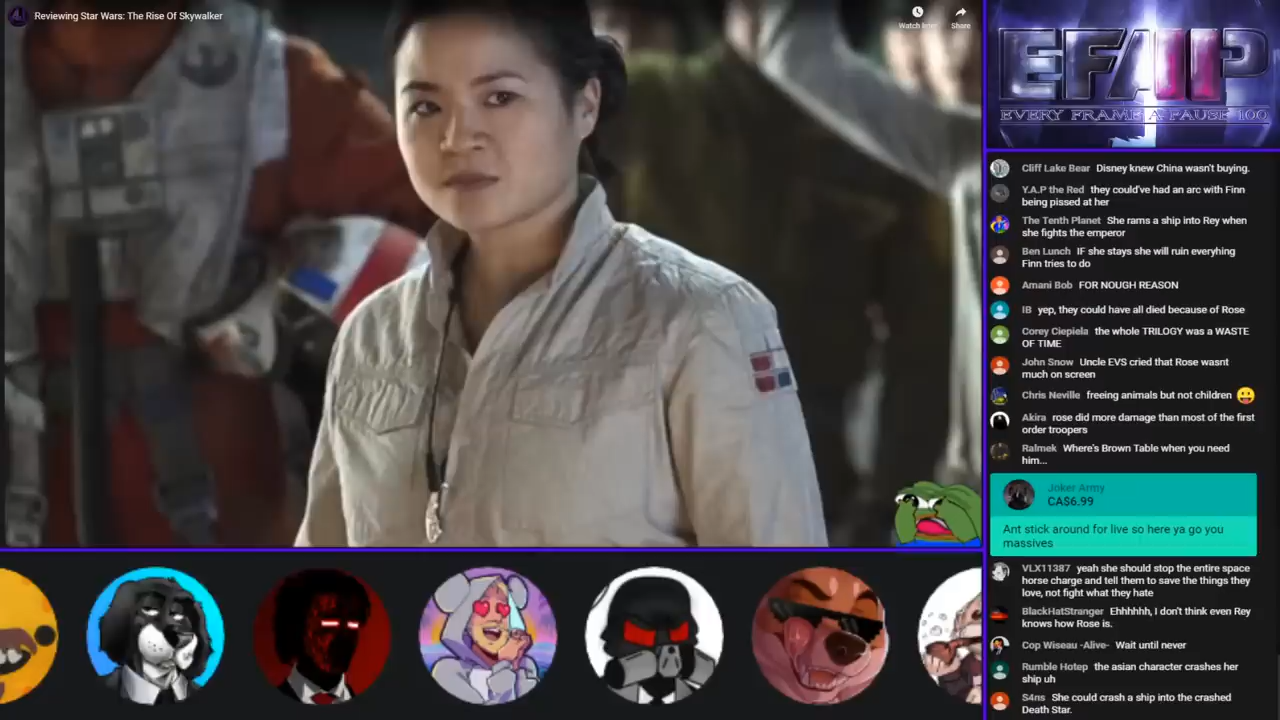 Reviewing Star Wars: The Rise Of Skywalker
Watch later
Share
EFAP
EVERY FRAME A PAUSE 100
Cliff Lake Bear Disney knew China wasn't buying.
Y.A.P the Red they could've had an arc with Finn
being pissed at her
The Tenth Planet She rams a ship into Rey when
she fights the emperor
Ben Lunch IF she stays she will ruin everyhing
Finn tries to do
Amani Bob FOR NOUGH REASON
IB yep, they could have all died because of Rose
Corey Ciepiela the whole TRILOGY was a WASTE
OF TIME
John Snow Uncle EVS cried that Rose wasnt
much on screen
Chris Neville freeing animals but not children 😛
Akira rose did more damage than most of the first
order troopers
Ralmek Where's Brown Table when you need
him...
Joker Army
CA$6.99
Ant stick around for live so here ya go you
massives
VLX11387 yeah she should stop the entire space
horse charge and tell them to save the things they
love, not fight what they hate
BlackHatStranger Ehhhhhh, I don't think even Rey
knows how Rose is.
Cop Wiseau -Alive- Wait until never
Rumble Hotep the asian character crashes her
ship uh
S4ns She could crash a ship into the crashed
Death Star.